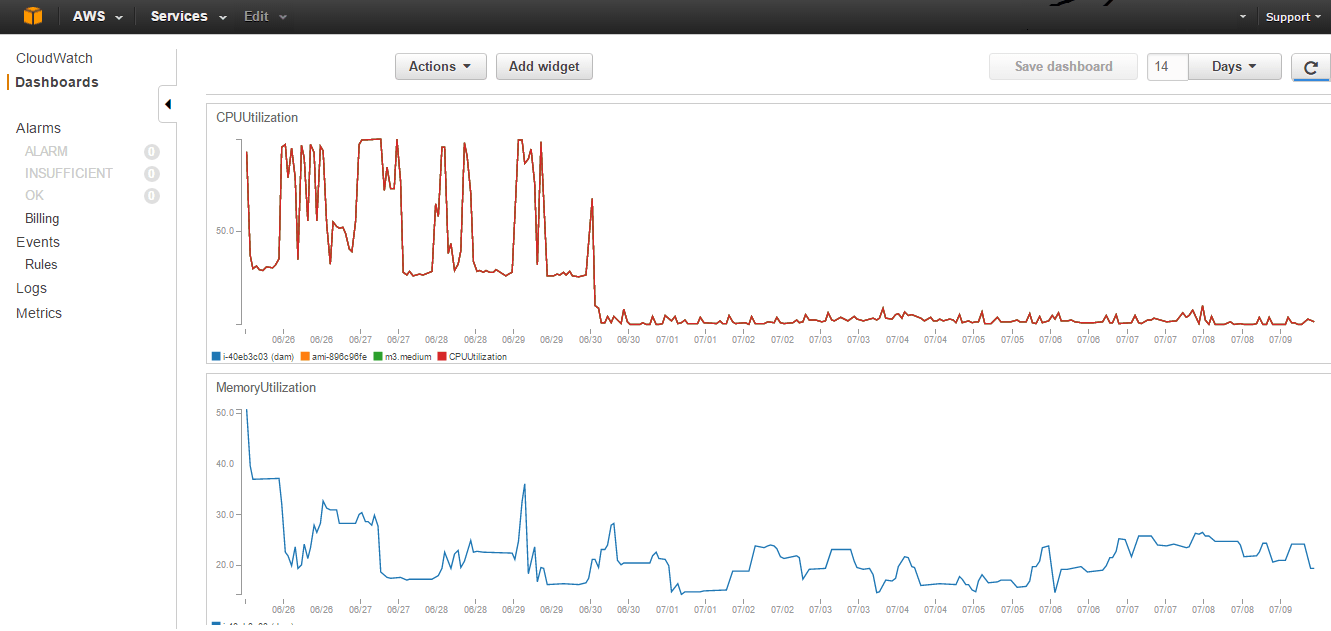 AWS Services Edit Support
CloudWatch
Dashboards
Actions Add widget Save dashboard 14 Days
Alarms
ALARM 0
INSUFFICIENT 0
OK 0
Billing
Events
Rules
Logs
Metrics
CPUUtilization
50.0
06/26 06/26 06/27 06/27 06/28 06/28 06/29 06/29 06/30 06/30 07/01 07/01 07/02 07/02 07/03 07/03 07/04 07/04 07/05 07/05 07/06 07/06 07/07 07/07 07/08 07/08 07/09
i-40eb3c03 (dam) ami-896c96fe m3.medium CPUUtilization
MemoryUtilization
50.0
40.0
30.0
20.0
06/26 06/26 06/27 06/27 06/28 06/28 06/29 06/29 06/30 06/30 07/01 07/01 07/02 07/02 07/03 07/03 07/04 07/04 07/05 07/05 07/06 07/06 07/07 07/07 07/08 07/08 07/09